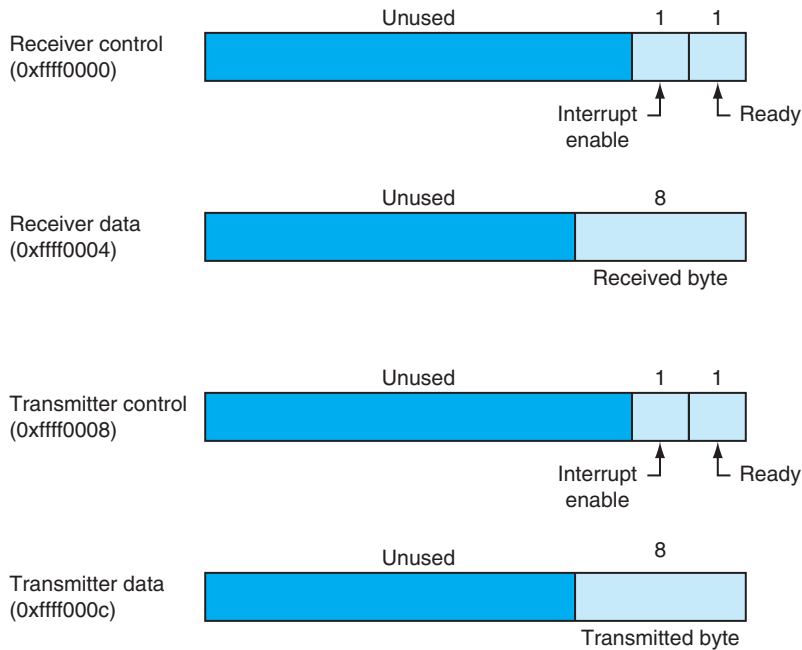 Unused 1 1
Receiver control
(0xffff0000)
Interrupt
enable
Ready
Unused 8
Receiver data
(0xffff0004)
Received byte
Unused 1 1
Transmitter control
(0xffff0008)
Interrupt
enable
Ready
Unused 8
Transmitter data
(0xffff000c)
Transmitted byte